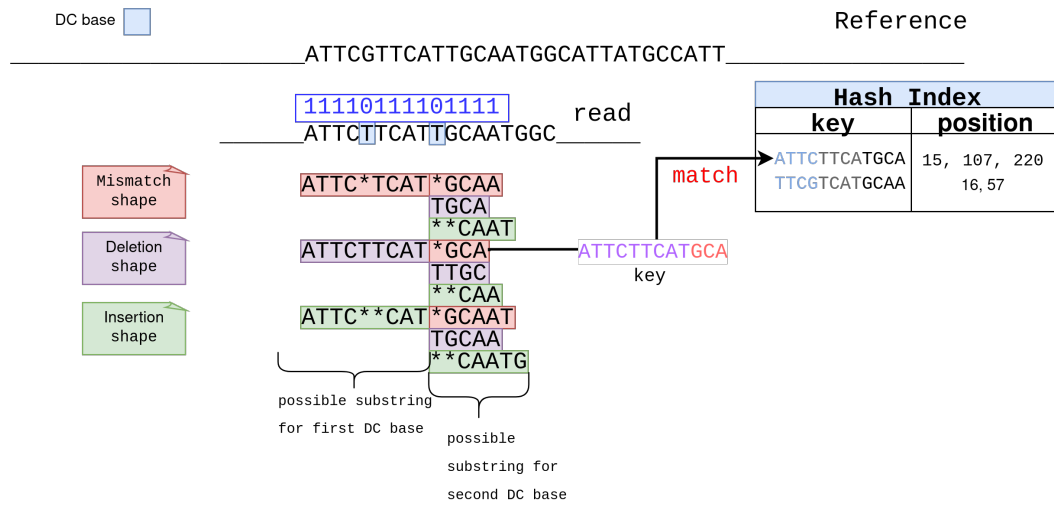 DC base
Reference
ATTCGTTCATTGCAATGGCATTATGCCATT
11110111101111
read
ATTCTTCATTGCAATGGC
Hash Index
key position
ATTCTTCATGCA 15, 107, 220
TTCGTCATGCAA 16, 57
match
Mismatch
shape
ATTC*TCAT *GCAA
TGCA
**CAAT
Deletion
shape
ATTCTTCAT *GCA
ATTCTTCATGCA
key
TTGC
**CAA
Insertion
shape
ATTC**CAT *GCAAT
TGCAA
**CAATG
possible substring
for first DC base
possible
substring for
second DC base